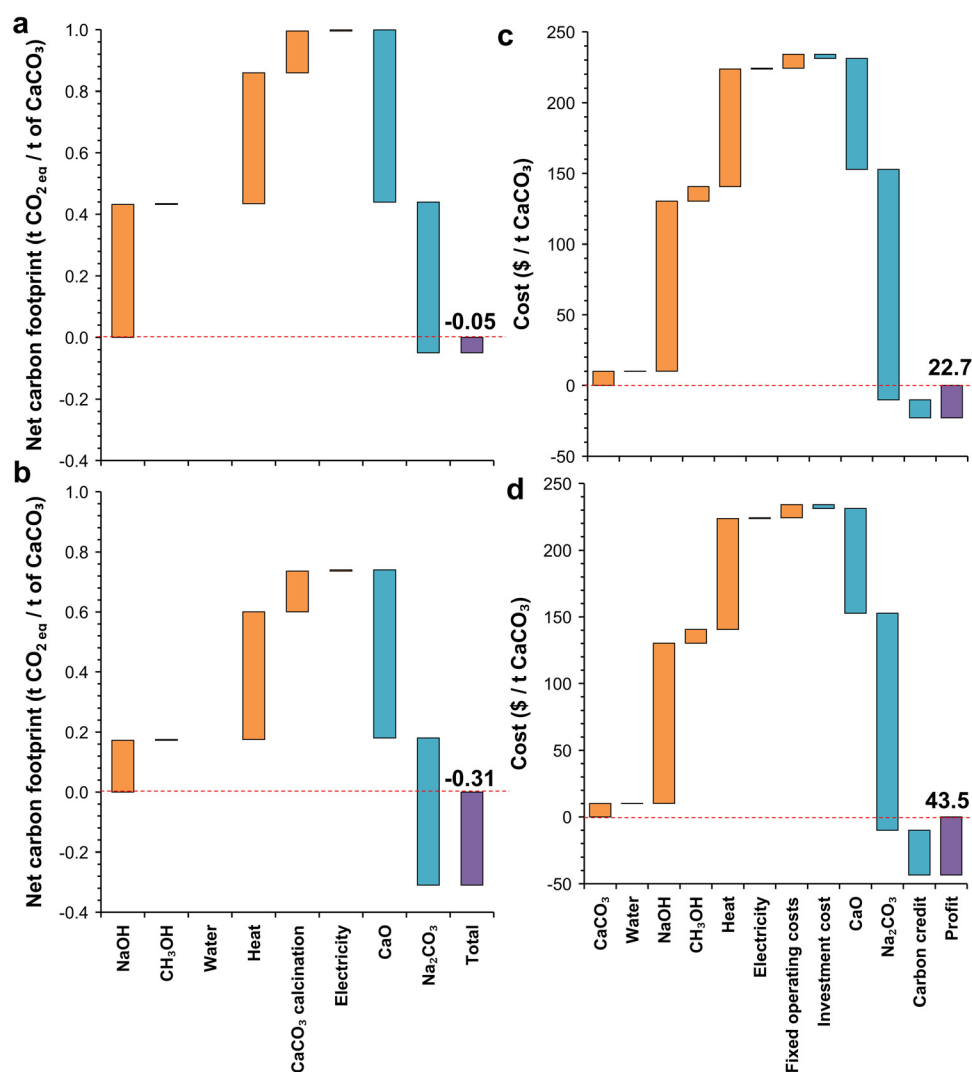 a
Net carbon footprint (t CO₂ eq / t of CaCO₃)
1.0
0.8
0.6
0.4
0.2
0.0
-0.2
-0.4
-0.05
b
Net carbon footprint (t CO₂ eq / t of CaCO₃)
1.0
0.8
0.6
0.4
0.2
0.0
-0.2
-0.4
-0.31
NaOH
CH₃OH
Water
Heat
CaCO₃ calcination
Electricity
CaO
Na₂CO₃
Total
c
Cost ($ / t CaCO₃)
250
200
150
100
50
0
-50
22.7
d
Cost ($ / t CaCO₃)
250
200
150
100
50
0
-50
43.5
CaCO₃
Water
NaOH
CH₃OH
Heat
Electricity
Fixed operating costs
Investment cost
CaO
Na₂CO₃
Carbon credit
Profit